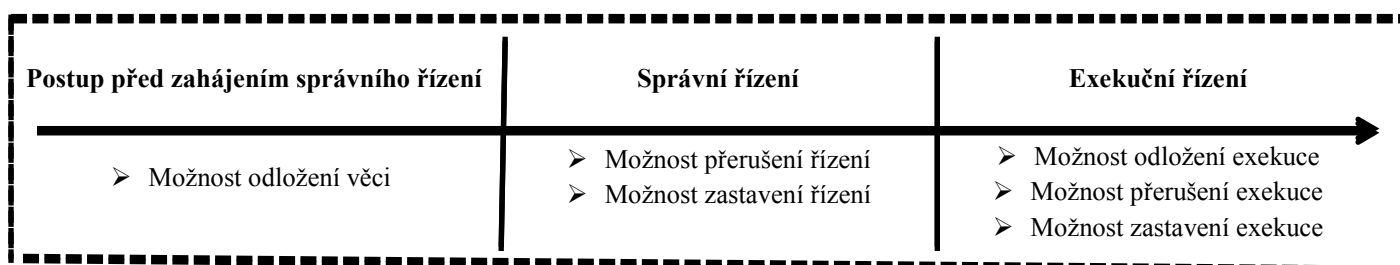 Postup před zahájením správního řízení
Správní řízení
Exekuční řízení
➢ Možnost odložení věci
➢ Možnost přerušení řízení
➢ Možnost zastavení řízení
➢ Možnost odložení exekuce
➢ Možnost přerušení exekuce
➢ Možnost zastavení exekuce